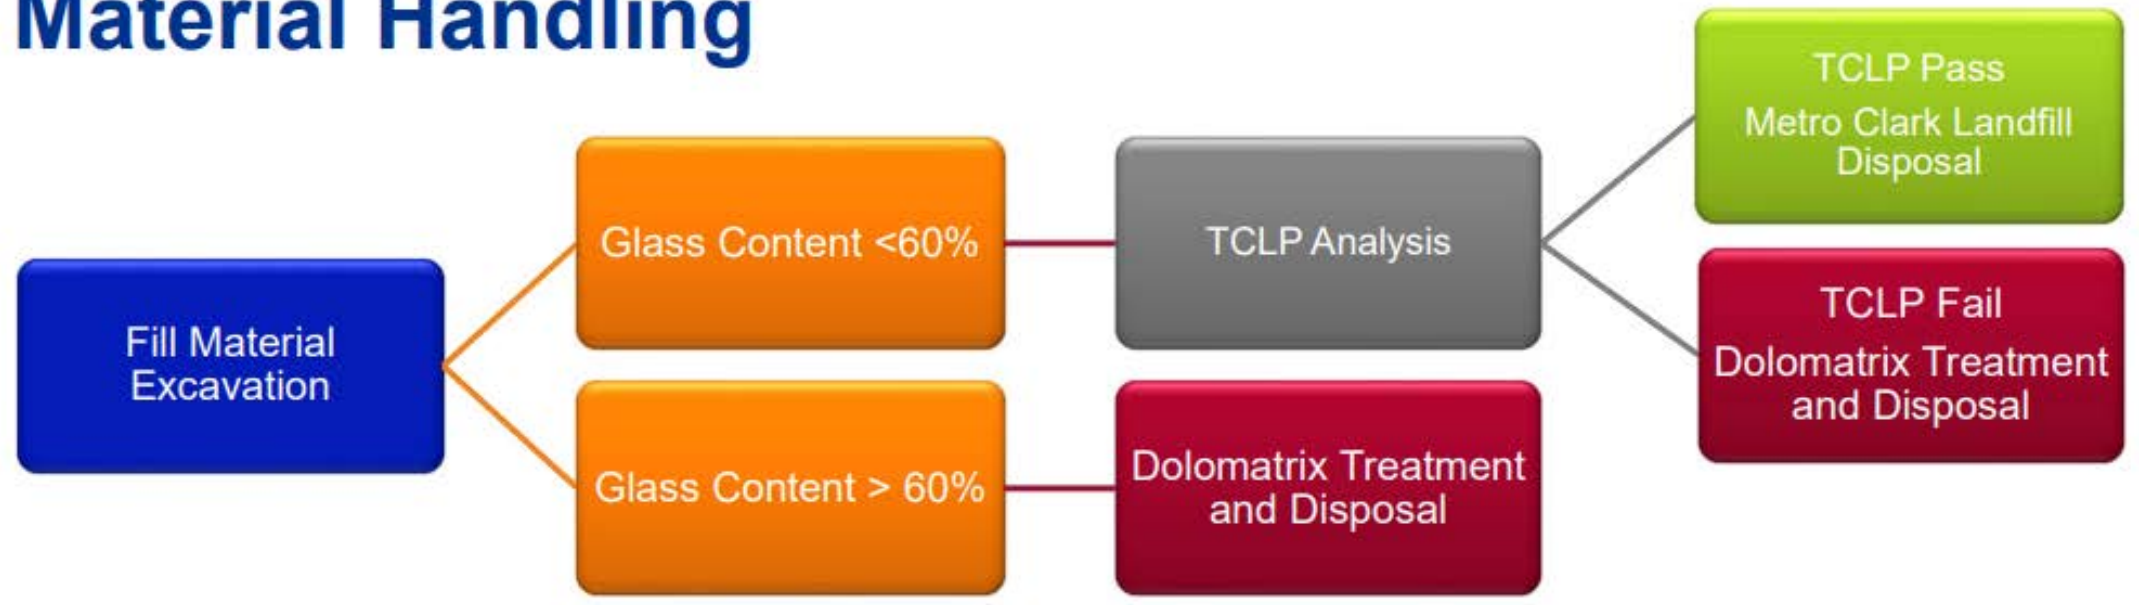 Material Handling
Fill Material
Excavation
Glass Content <60%
Glass Content > 60%
TCLP Analysis
Dolomatrix Treatment
and Disposal
TCLP Pass
Metro Clark Landfill
Disposal
TCLP Fail
Dolomatrix Treatment
and Disposal